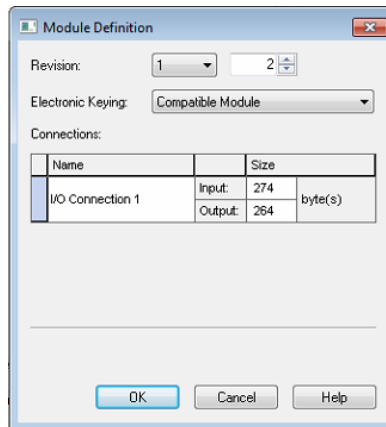 Module Definition
Revision: 1 2
Electronic Keying: Compatible Module
Connections:
Name Size
I/O Connection 1 Input: 274 byte(s)
Output: 264
OK Cancel Help